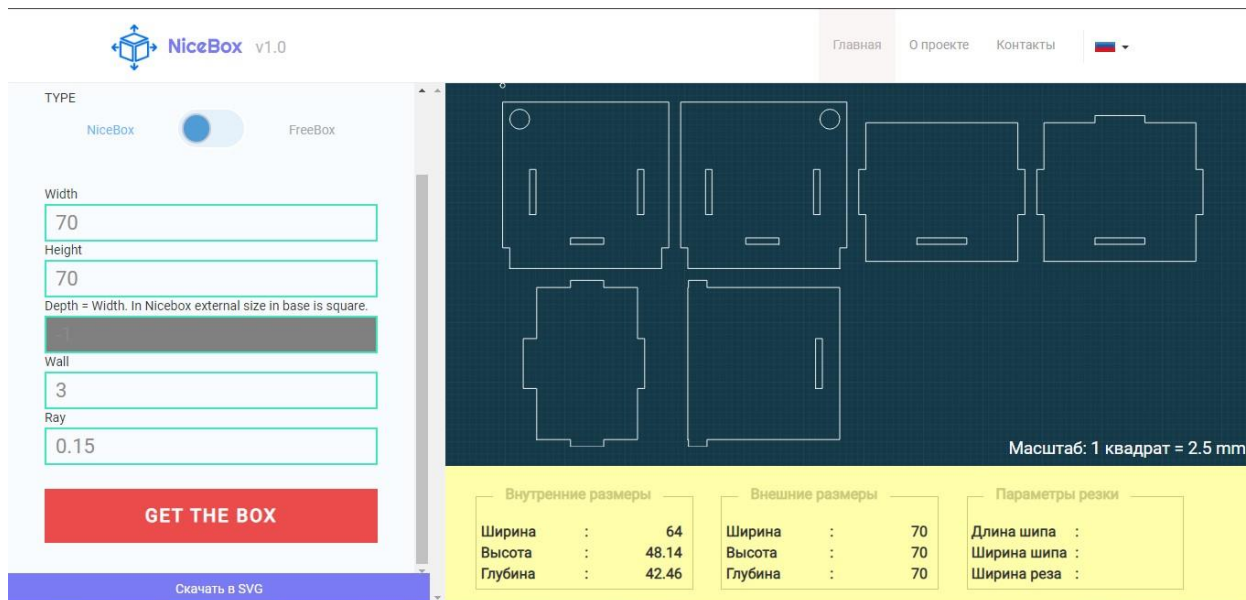 NiceBox v1.0
Главная О проекте Контакты
TYPE
NiceBox FreeBox
Width
70
Height
70
Depth = Width. In Nicebox external size in base is square.
-1
Wall
3
Ray
0.15
GET THE BOX
Скачать в SVG
Масштаб: 1 квадрат = 2.5 mm
Внутренние размеры
Ширина : 64
Высота : 48.14
Глубина : 42.46
Внешние размеры
Ширина : 70
Высота : 70
Глубина : 70
Параметры резки
Длина шипа :
Ширина шипа :
Ширина реза :